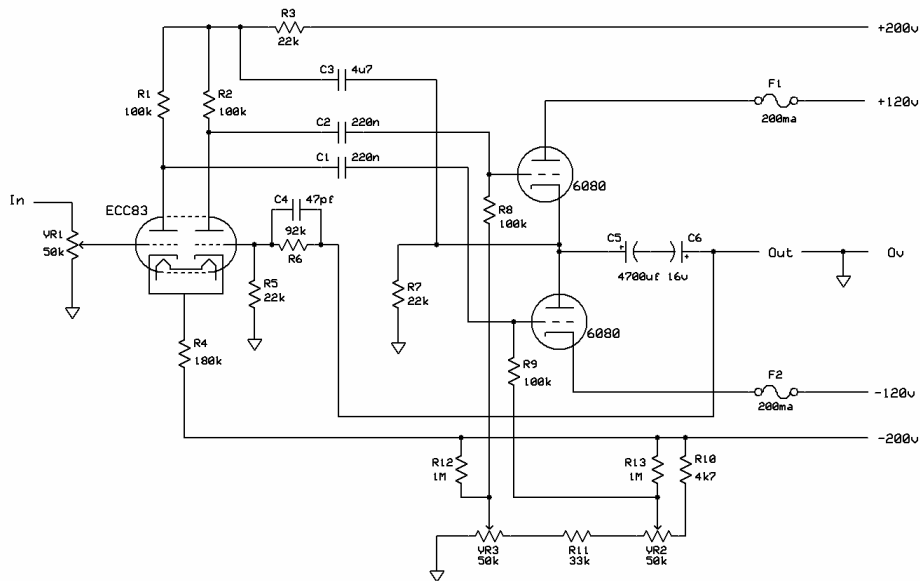 R3
22k
+200v
C3 4u7
R1
100k
R2
100k
F1
200ma
+120v
C2 220n
C1 220n
6080
In
ECC83
C4 47pf
R8
100k
VR1
50k
92k
R6
C5
+
C6
+
4700uf 16v
Out
0v
R5
22k
R7
22k
6080
R4
180k
R9
100k
F2
200ma
-120v
-200v
R12
1M
R13
1M
R10
4k7
VR3
50k
R11
33k
VR2
50k